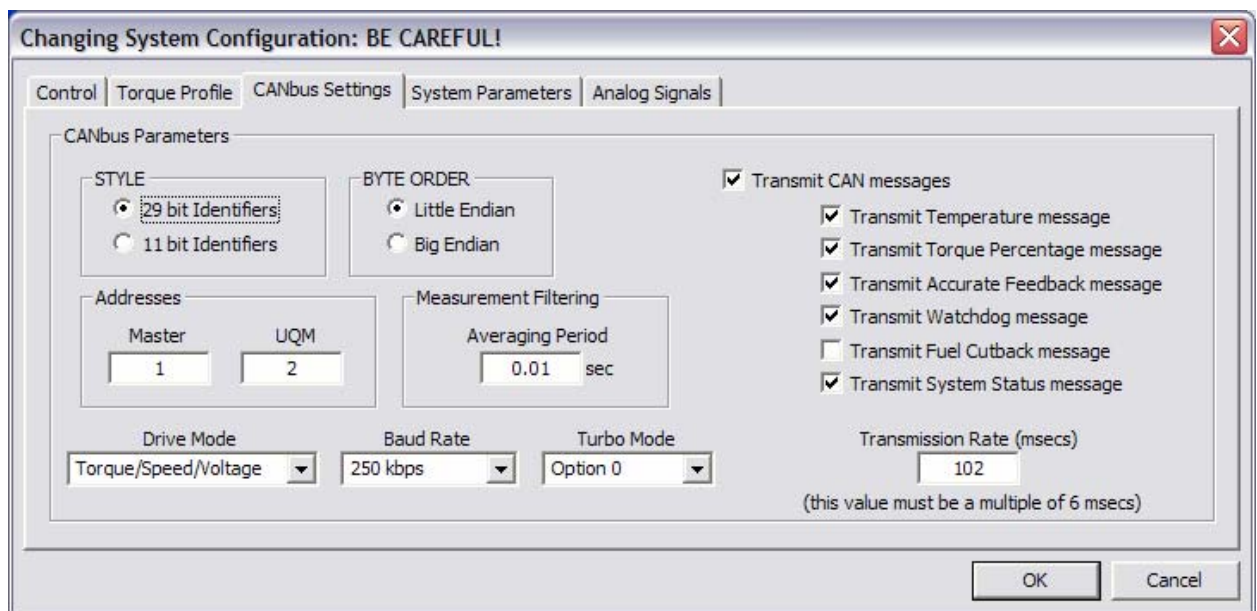 Changing System Configuration: BE CAREFUL!
Control
Torque Profile
CANbus Settings
System Parameters
Analog Signals
CANbus Parameters
STYLE
29 bit Identifiers
11 bit Identifiers
BYTE ORDER
Little Endian
Big Endian
Addresses
Master
UQM
1
2
Measurement Filtering
Averaging Period
0.01 sec
Drive Mode
Torque/Speed/Voltage
Baud Rate
250 kbps
Turbo Mode
Option 0
Transmit CAN messages
Transmit Temperature message
Transmit Torque Percentage message
Transmit Accurate Feedback message
Transmit Watchdog message
Transmit Fuel Cutback message
Transmit System Status message
Transmission Rate (msecs)
102
(this value must be a multiple of 6 msecs)
OK
Cancel